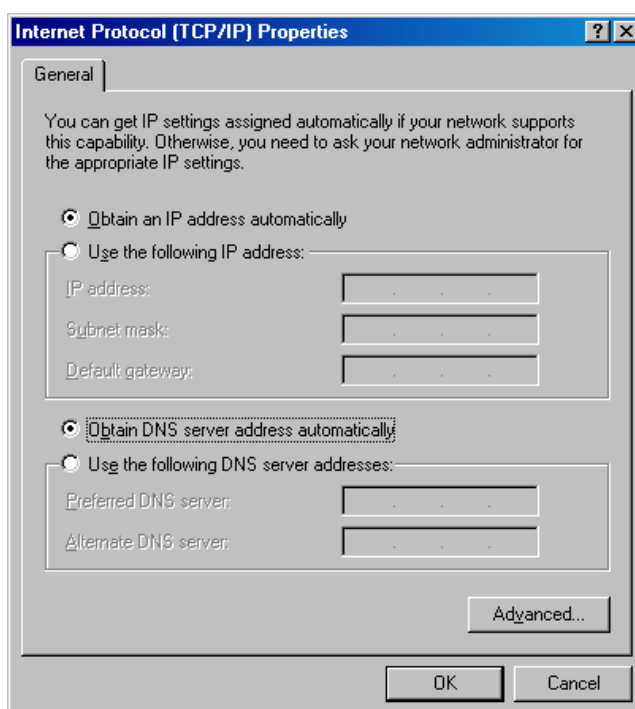 Internet Protocol (TCP/IP) Properties
General
You can get IP settings assigned automatically if your network supports
this capability. Otherwise, you need to ask your network administrator for
the appropriate IP settings.
Obtain an IP address automatically
Use the following IP address:
IP address:
Subnet mask:
Default gateway:
Obtain DNS server address automatically
Use the following DNS server addresses:
Preferred DNS server:
Alternate DNS server:
Advanced...
OK
Cancel